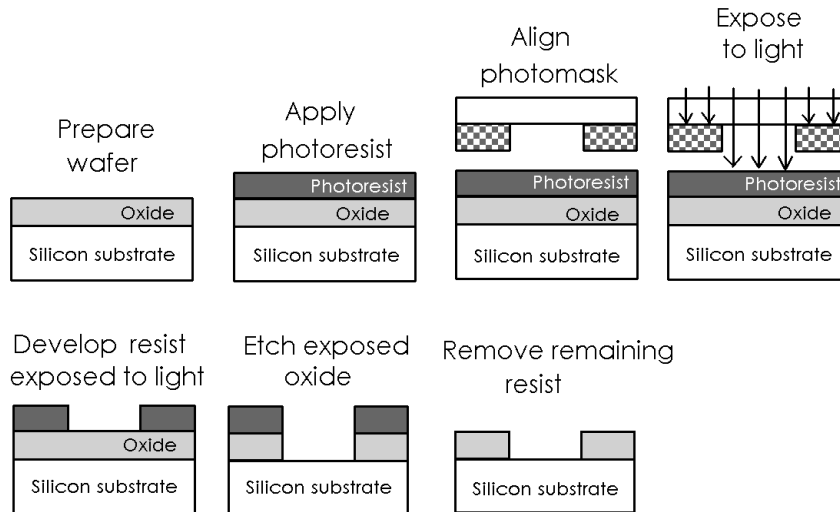 Prepare
wafer
Oxide
Silicon substrate
Apply
photoresist
Photoresist
Oxide
Silicon substrate
Align
photomask
Photoresist
Oxide
Silicon substrate
Expose
to light
Photoresist
Oxide
Silicon substrate
Develop resist
exposed to light
Oxide
Silicon substrate
Etch exposed
oxide
Silicon substrate
Remove remaining
resist
Silicon substrate